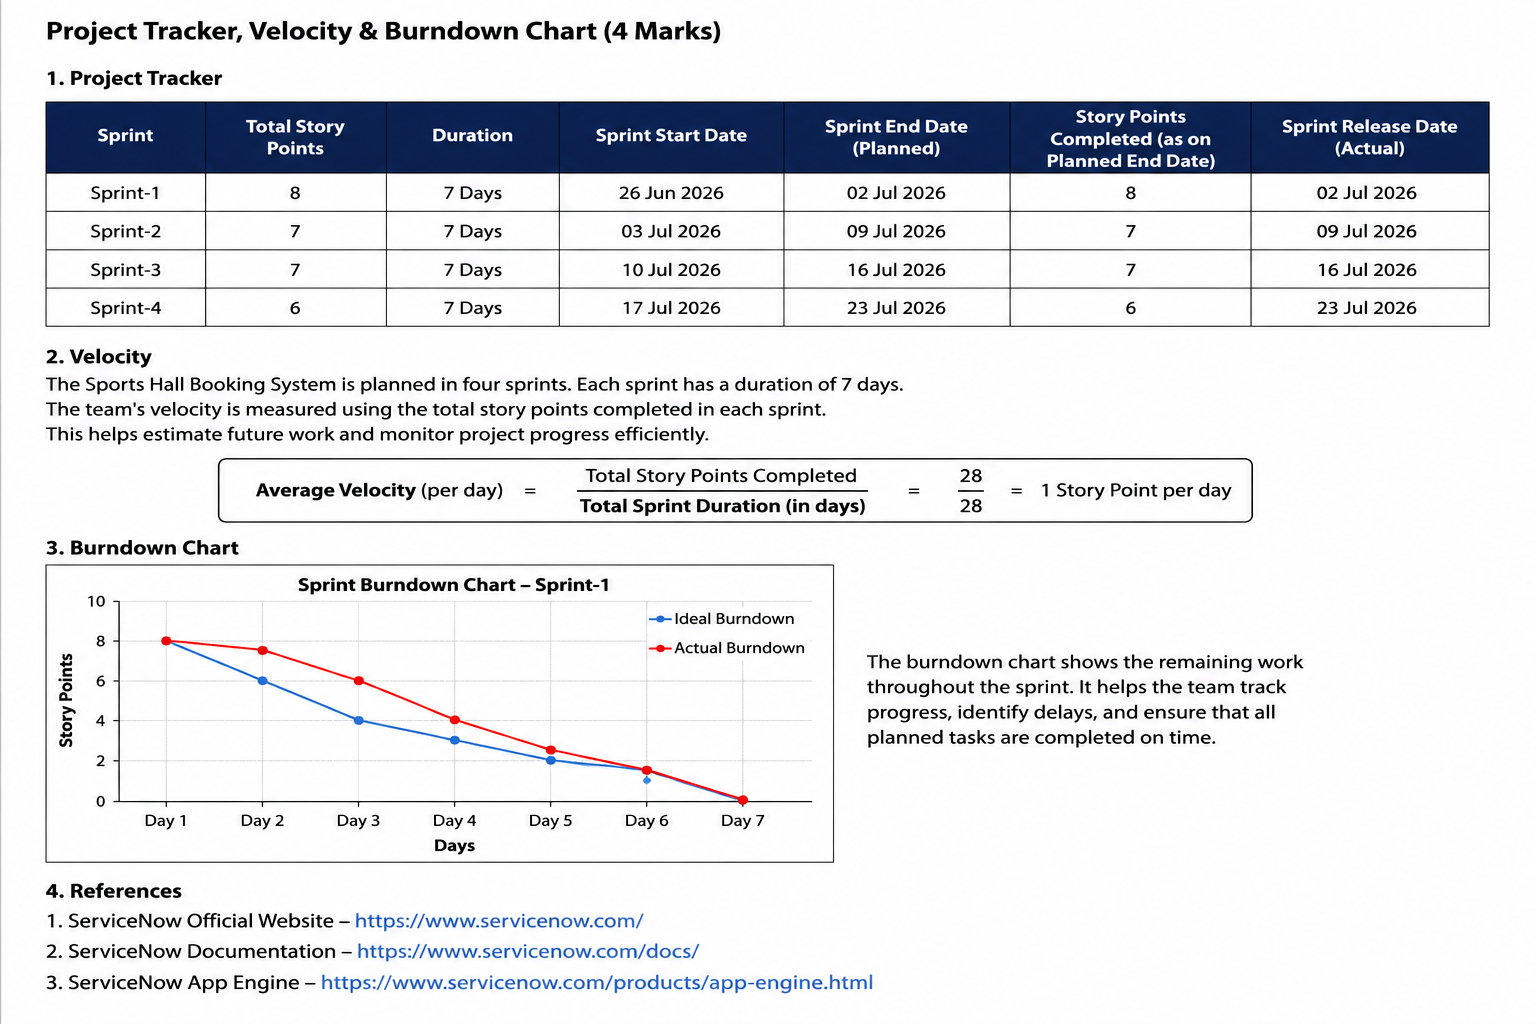 Project Tracker, Velocity & Burndown Chart (4 Marks)
1. Project Tracker
Sprint
Total Story
Points
Duration
Sprint Start Date
Sprint End Date
(Planned)
Story Points
Completed (as on
Planned End Date)
Sprint Release Date
(Actual)
Sprint-1 8 7 Days 26 Jun 2026 02 Jul 2026 8 02 Jul 2026
Sprint-2 7 7 Days 03 Jul 2026 09 Jul 2026 7 09 Jul 2026
Sprint-3 7 7 Days 10 Jul 2026 16 Jul 2026 7 16 Jul 2026
Sprint-4 6 7 Days 17 Jul 2026 23 Jul 2026 6 23 Jul 2026
2. Velocity
The Sports Hall Booking System is planned in four sprints. Each sprint has a duration of 7 days.
The team's velocity is measured using the total story points completed in each sprint.
This helps estimate future work and monitor project progress efficiently.
Average Velocity (per day) =
Total Story Points Completed
Total Sprint Duration (in days)
=
28
28
= 1 Story Point per day
3. Burndown Chart
Sprint Burndown Chart – Sprint-1
Ideal Burndown
Actual Burndown
Story Points
10
8
6
4
2
0
Day 1 Day 2 Day 3 Day 4 Day 5 Day 6 Day 7
Days
The burndown chart shows the remaining work
throughout the sprint. It helps the team track
progress, identify delays, and ensure that all
planned tasks are completed on time.
4. References
1. ServiceNow Official Website – https://www.servicenow.com/
2. ServiceNow Documentation – https://www.servicenow.com/docs/
3. ServiceNow App Engine – https://www.servicenow.com/products/app-engine.html